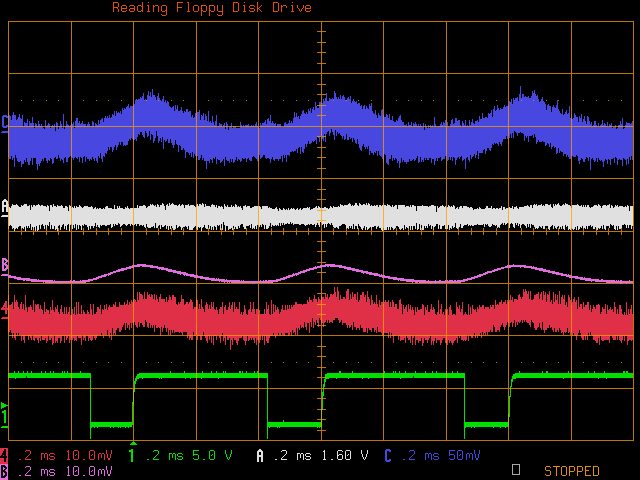 Reading Floppy Disk Drive
C
A
B
4
1
4 .2 ms 10.0mV 1 .2 ms 5.0 V A .2 ms 1.60 V C .2 ms 50mV
B .2 ms 10.0mV STOPPED